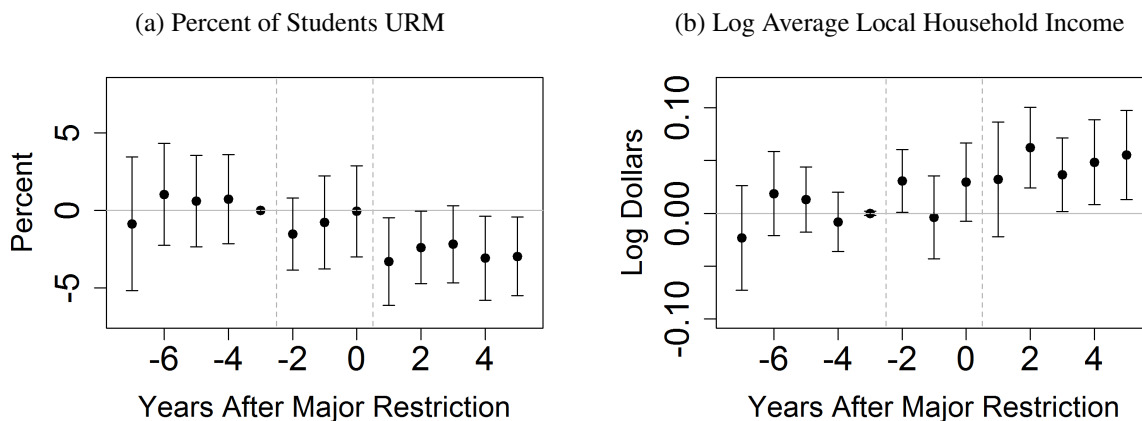 (a) Percent of Students URM
Percent
5
0
-5
-6 -4 -2 0 2 4
Years After Major Restriction
(b) Log Average Local Household Income
Log Dollars
0.10
0.00
-0.10
-6 -4 -2 0 2 4
Years After Major Restriction